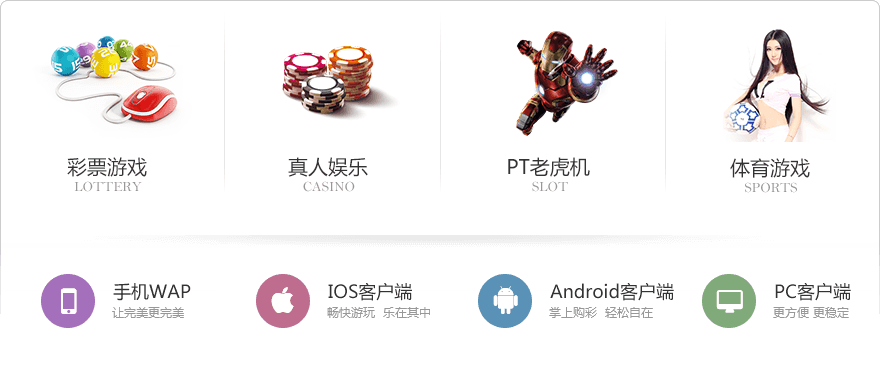 彩票游戏
LOTTERY
真人娱乐
CASINO
PT老虎机
SLOT
体育游戏
SPORTS
手机WAP
让完美更完美
IOS客户端
畅快游玩 乐在其中
Android客户端
掌上购彩 轻松自在
PC客户端
更方便 更稳定